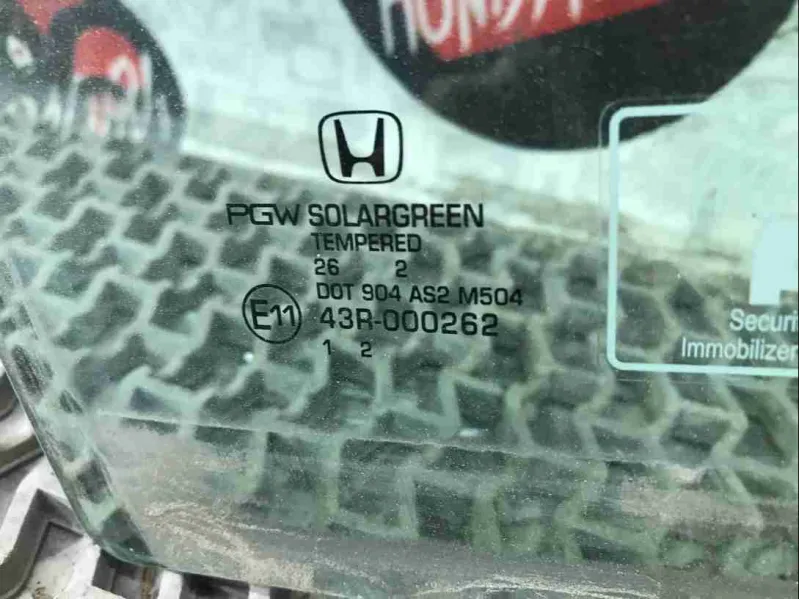 PGW SOLARGREEN
TEMPERED
26 2
DOT 904 AS2 M504
E11 43R-000262
1 2
Securi
Immobilizer